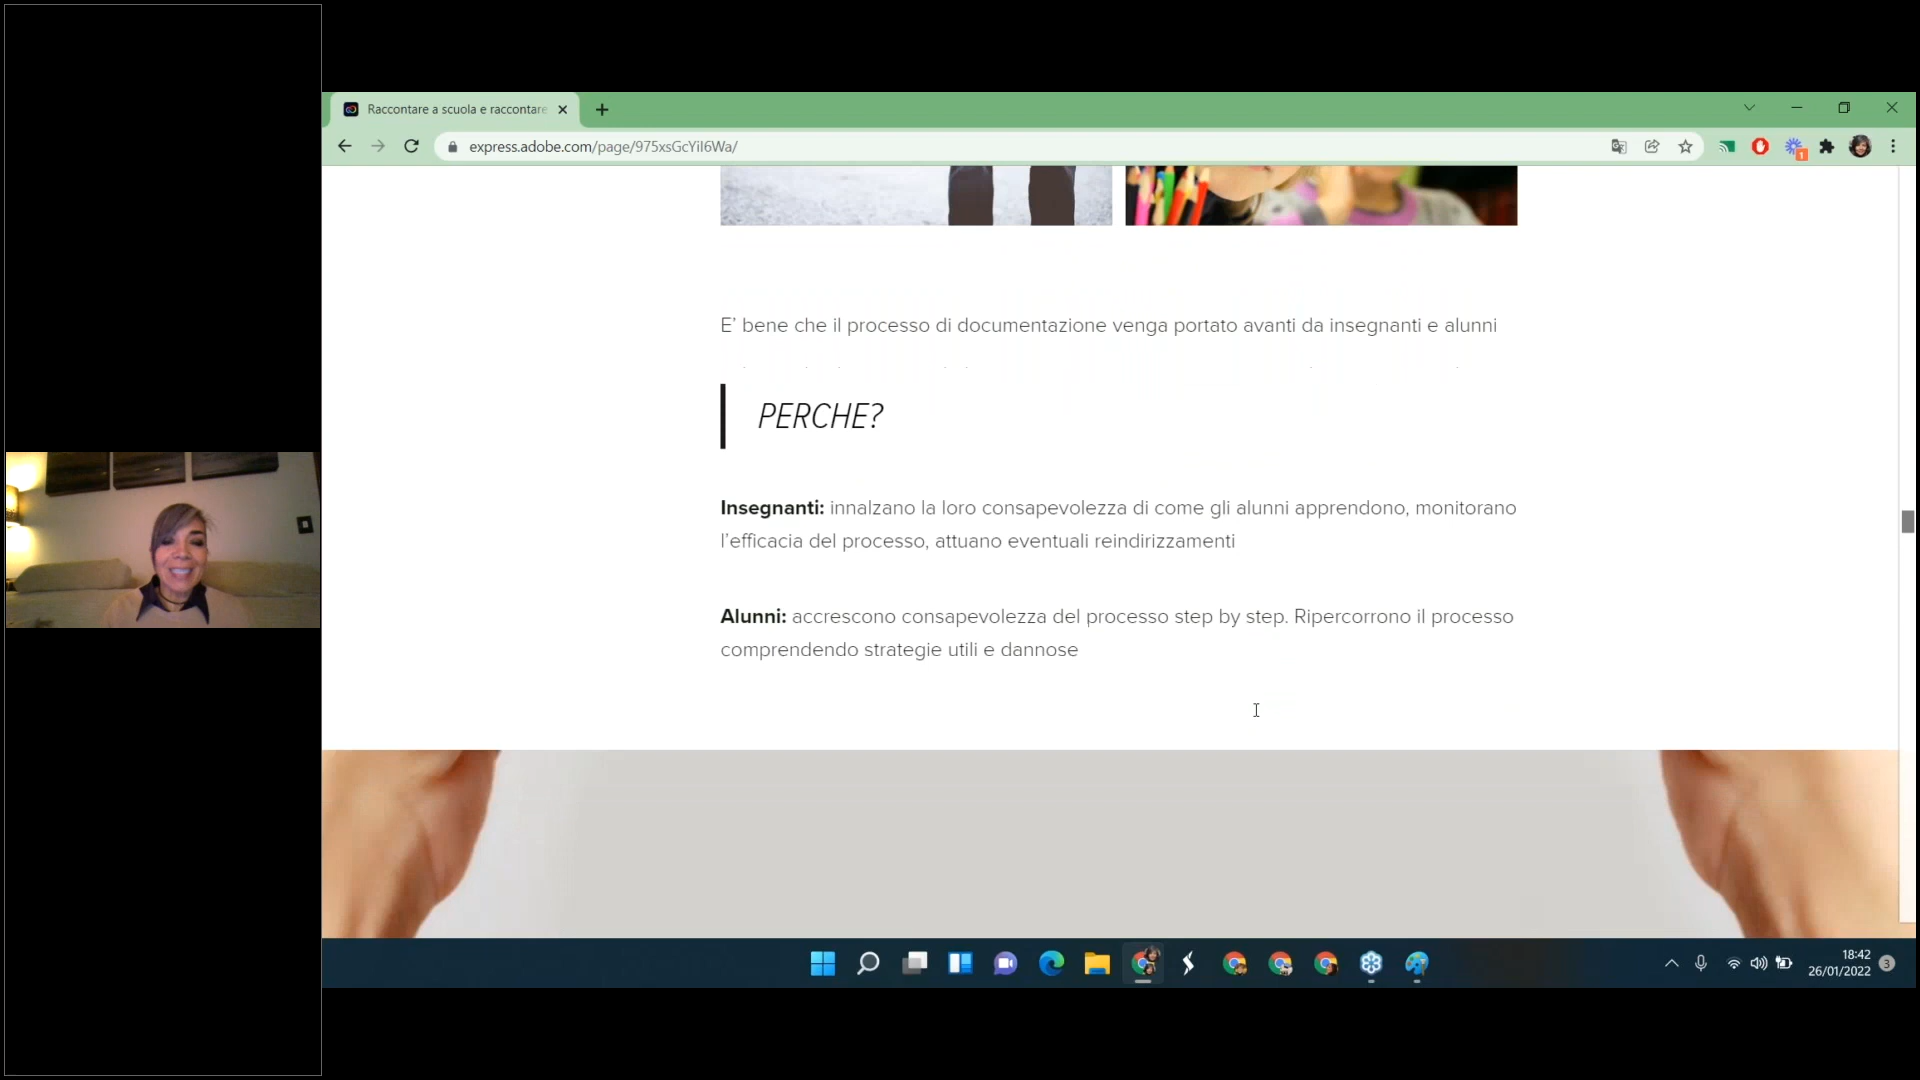 Raccontare a scuola e raccontare
express.adobe.com/page/975xsGcYiI6Wa/
1
E’ bene che il processo di documentazione venga portato avanti da insegnanti e alunni
PERCHE?
Insegnanti: innalzano la loro consapevolezza di come gli alunni apprendono, monitorano
l’efficacia del processo, attuano eventuali reindirizzamenti
Alunni: accrescono consapevolezza del processo step by step. Ripercorrono il processo
comprendendo strategie utili e dannose
18:42
26/01/2022
3